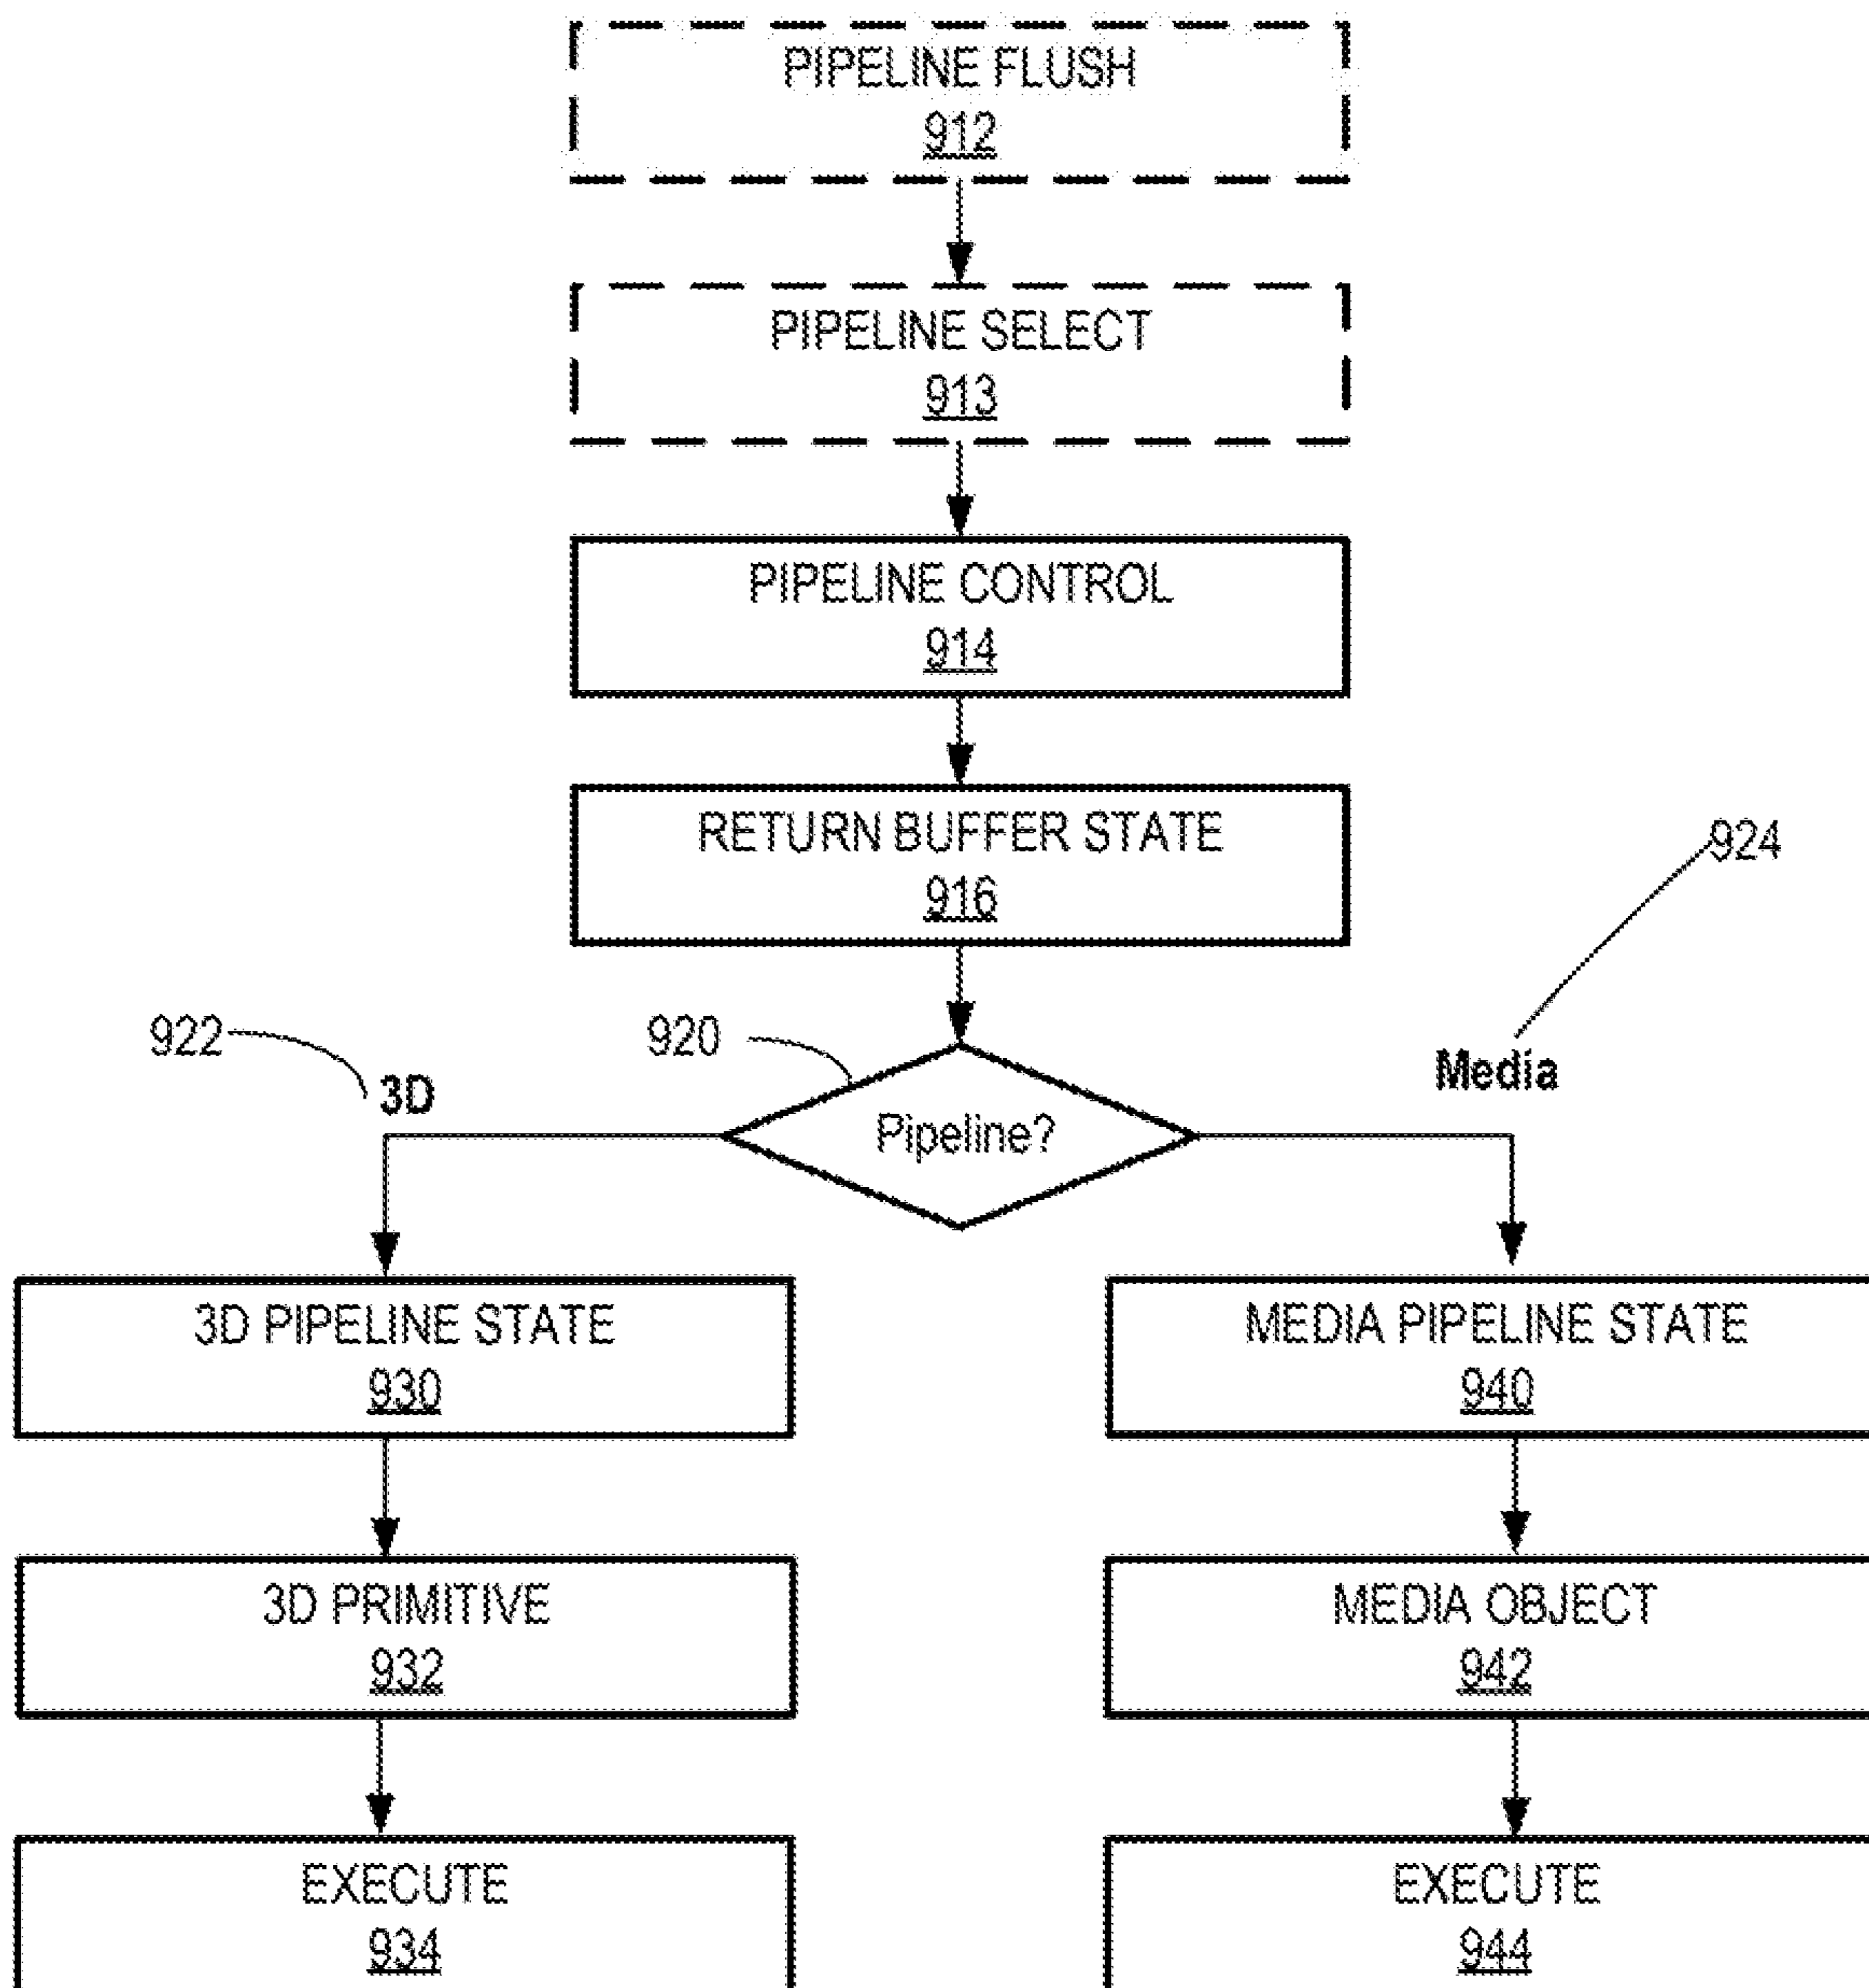 PIPELINE FLUSH
912
PIPELINE SELECT
913
PIPELINE CONTROL
914
RETURN BUFFER STATE
916
924
922
920
3D
Media
Pipeline?
3D PIPELINE STATE
930
MEDIA PIPELINE STATE
940
3D PRIMITIVE
932
MEDIA OBJECT
942
EXECUTE
934
EXECUTE
944